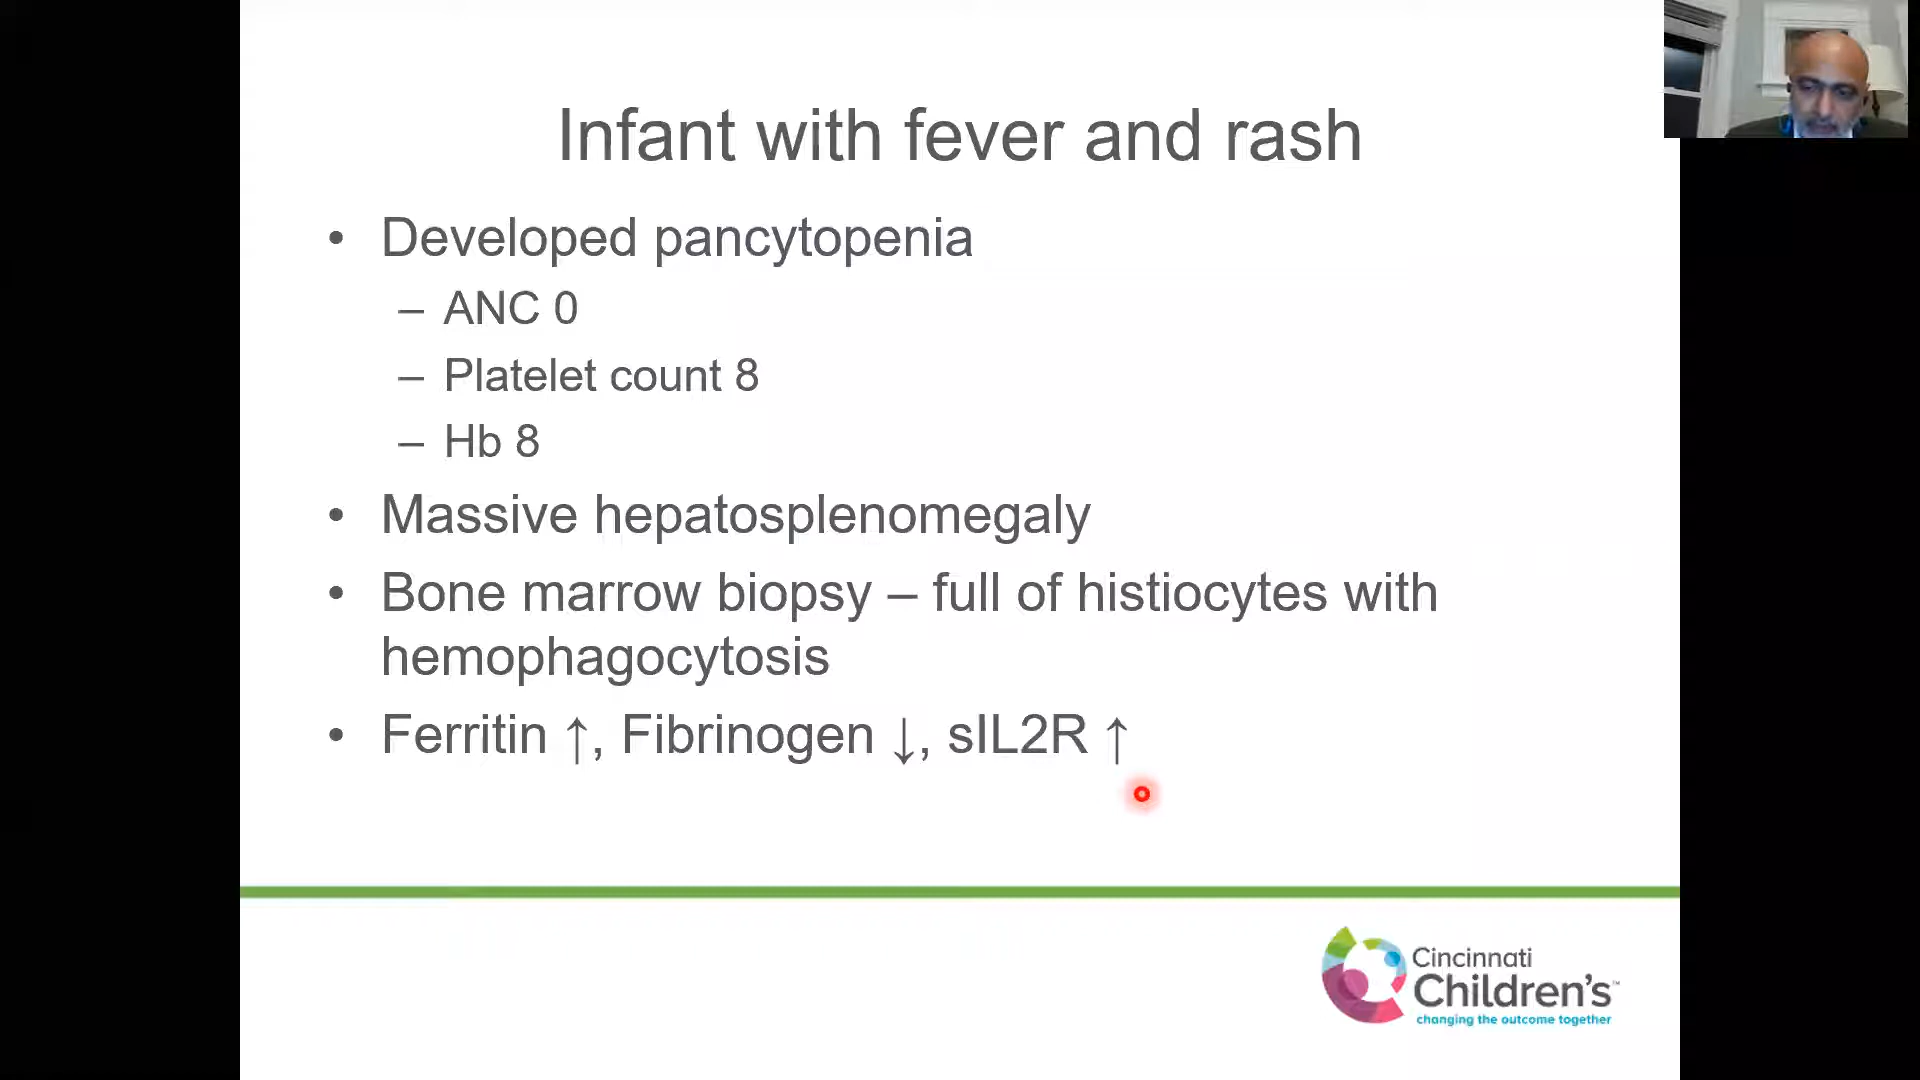 Infant with fever and rash
• Developed pancytopenia
– ANC 0
– Platelet count 8
– Hb 8
• Massive hepatosplenomegaly
• Bone marrow biopsy – full of histiocytes with
hemophagocytosis
• Ferritin ↑, Fibrinogen ↓, sIL2R ↑
Cincinnati
Children's™
changing the outcome together